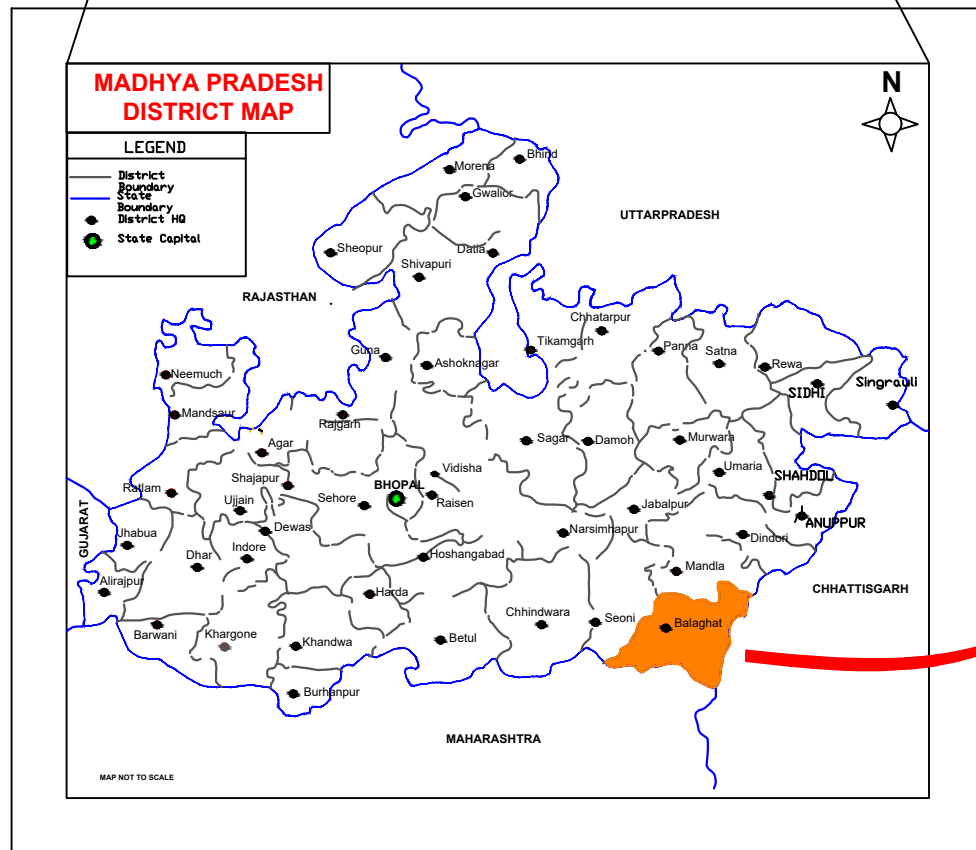 MADHYA PRADESH
DISTRICT MAP
N
LEGEND
District
Boundary
State
Boundary
District HQ
State Capital
Bhind
Morena
Gwalior
UTTARPRADESH
Sheopur
Datia
Shivapuri
RAJASTHAN
Chhatarpur
Tikamgarh
Guna
Ashoknagar
Panna
Satna
Rewa
Neemuch
SIDHI
Singrauli
Mandsaur
Rajgarh
Agar
Sagar
Damoh
Murwara
Vidisha
Umaria
SHAHDOL
Shajapur
BHOPAL
Ratlam
Sehore
Raisen
Ujjain
Jabalpur
ANUPPUR
GUJARAT
Jhabua
Dewas
Narsimhapur
Dindori
Indore
Dhar
Hoshangabad
Mandla
Alirajpur
CHHATTISGARH
Harda
Chhindwara
Seoni
Balaghat
Barwani
Khargone
Khandwa
Betul
Burhanpur
MAHARASHTRA
MAP NOT TO SCALE